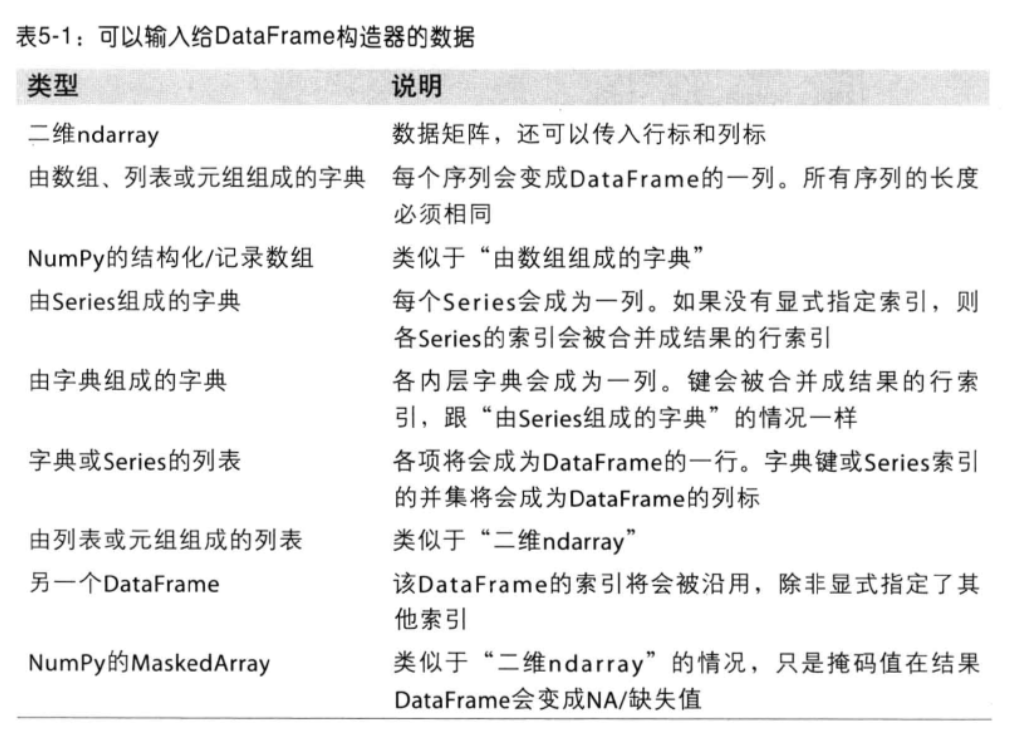 表5-1：可以输入给DataFrame构造器的数据
类型 说明
二维ndarray 数据矩阵，还可以传入行标和列标
由数组、列表或元组组成的字典 每个序列会变成DataFrame的一列。所有序列的长度
必须相同
NumPy的结构化/记录数组 类似于“由数组组成的字典”
由Series组成的字典 每个Series会成为一列。如果没有显式指定索引，则
各Series的索引会被合并成结果的行索引
由字典组成的字典 各内层字典会成为一列。键会被合并成结果的行索
引，跟“由Series组成的字典”的情况一样
字典或Series的列表 各项将会成为DataFrame的一行。字典键或Series索引
的并集将会成为DataFrame的列标
由列表或元组组成的列表 类似于“二维ndarray”
另一个DataFrame 该DataFrame的索引将会被沿用，除非显式指定了其
他索引
NumPy的MaskedArray 类似于“二维ndarray”的情况，只是掩码值在结果
DataFrame会变成NA/缺失值